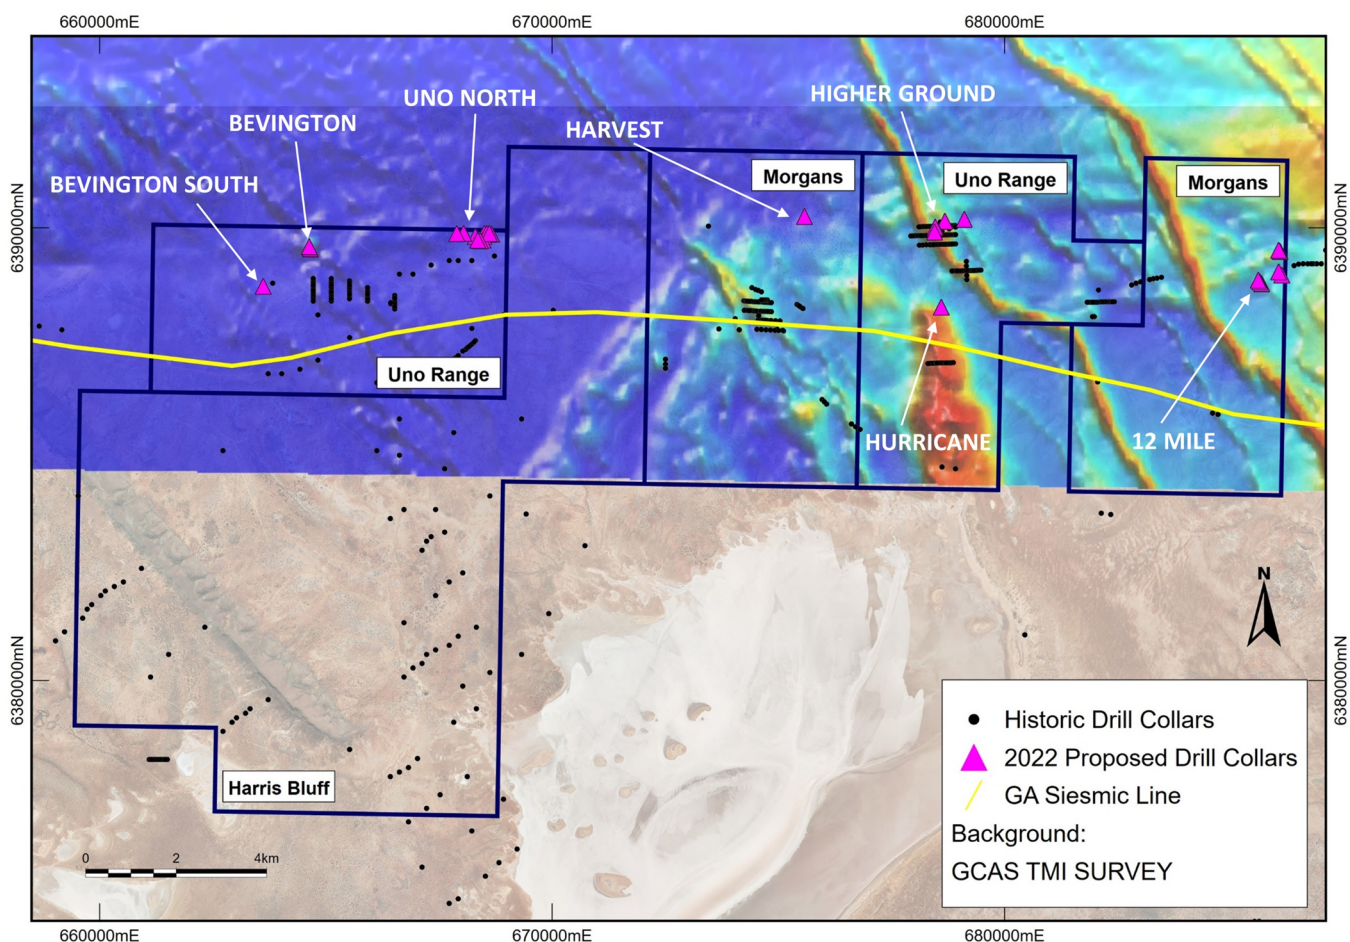 660000mE
670000mE
680000mE
HIGHER GROUND
UNO NORTH
BEVINGTON
HARVEST
BEVINGTON SOUTH
Morgans
Uno Range
Morgans
6390000mN
6390000mN
Uno Range
HURRICANE
12 MILE
N
6380000mN
6380000mN
Historic Drill Collars
2022 Proposed Drill Collars
GA Siesmic Line
Background:
GCAS TMI SURVEY
Harris Bluff
0 2 4km
660000mE
670000mE
680000mE